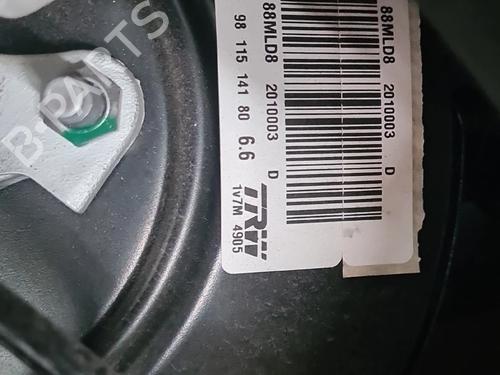 88MLD8 2010003 D
88MLD8 2010003 D
98 115 141 80 6.6
TRW
1V7M 4905
B-PARTS